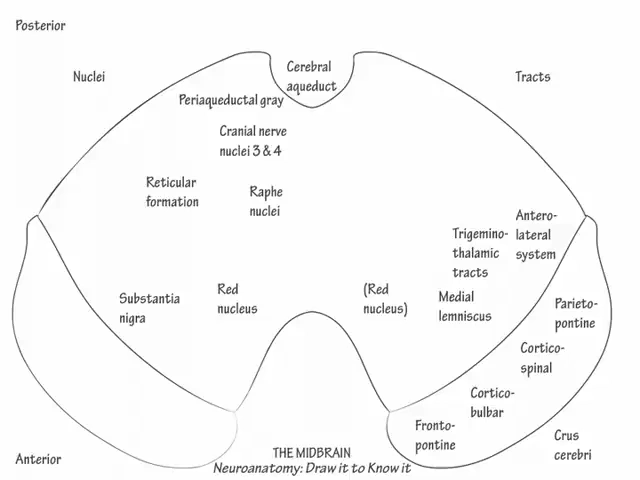 Posterior
Nuclei
Cerebral
aqueduct
Tracts
Periaqueductal gray
Cranial nerve
nuclei 3 & 4
Reticular
formation
Raphe
nuclei
Antero-
lateral
system
Trigemino-
thalamic
tracts
Substantia
nigra
Red
nucleus
(Red
nucleus)
Medial
lemniscus
Parieto-
pontine
Cortico-
spinal
Cortico-
bulbar
Fronto-
pontine
Crus
cerebri
Anterior
THE MIDBRAIN
Neuroanatomy: Draw it to Know it